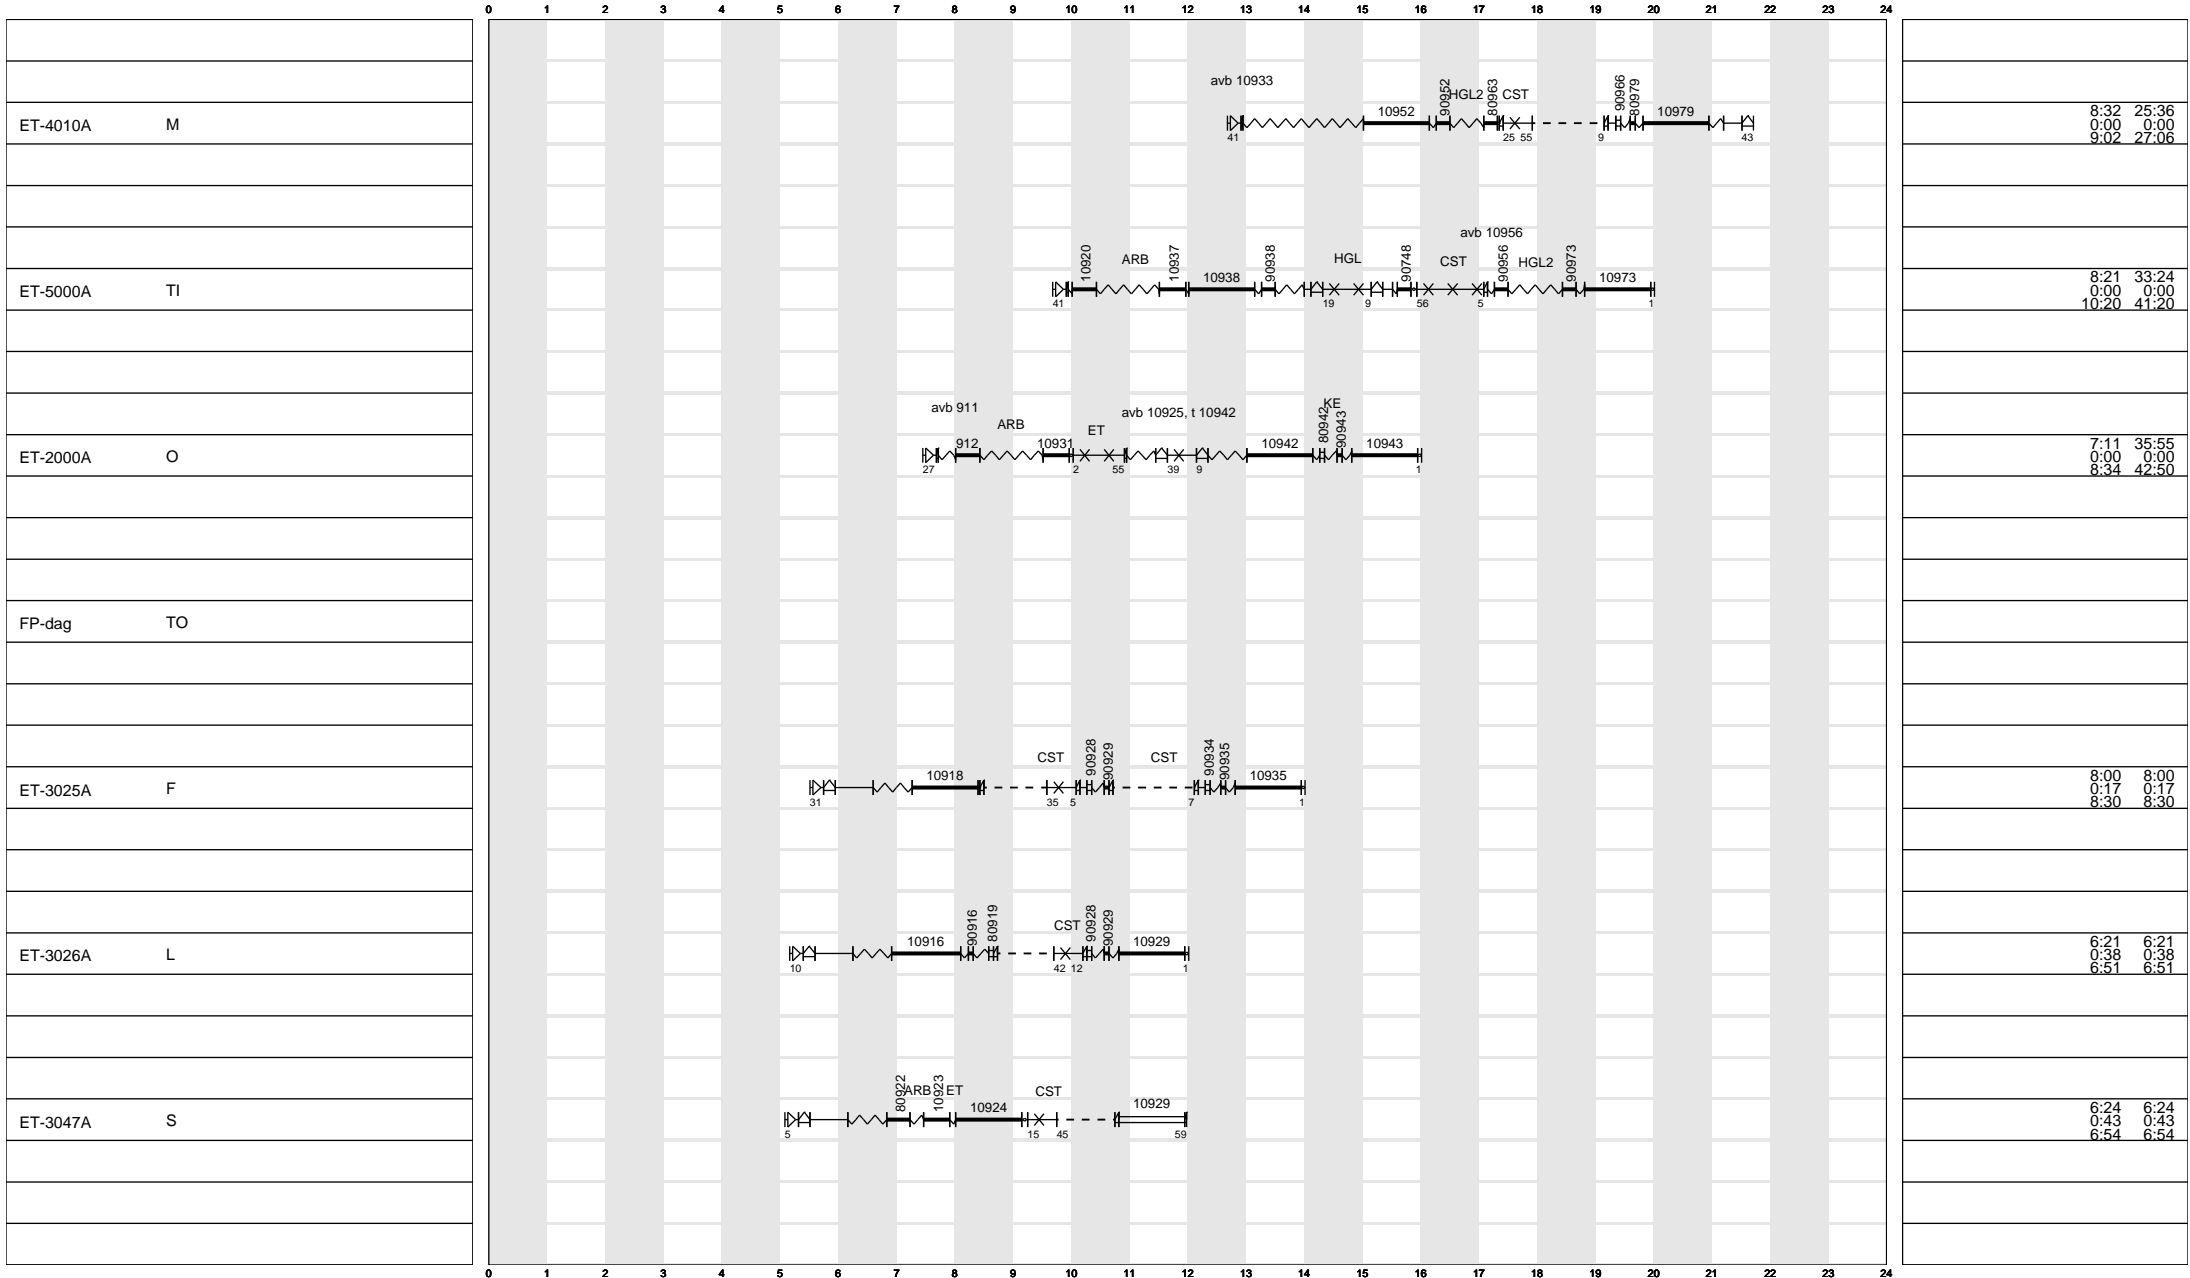 0 1 2 3 4 5 6 7 8 9 10 11 12 13 14 15 16 17 18 19 20 21 22 23 24
avb 10933
10952 90952 HGL2 80963 CST 90966 80979 10979
ET-4010A M
41 25 55 9 43
8:32 25:36
0:00 0:00
9:02 27:06
avb 10956
10920 ARB 10937 10938 90938 HGL 90748 CST 90956 HGL2 90973 10973
ET-5000A TI
41 19 9 56 5 1
8:21 33:24
0:00 0:00
10:20 41:20
avb 911
avb 10925, t 10942
912 ARB 10931 ET 10942 80942 KE 90943 10943
ET-2000A O
27 2 55 39 9 1
7:11 35:55
0:00 0:00
8:34 42:50
FP-dag TO
10918 CST 90928 90929 CST 90934 90935 10935
ET-3025A F
31 35 5 7 1
8:00 8:00
0:17 0:17
8:30 8:30
10916 90916 80919 CST 90928 90929 10929
ET-3026A L
10 42 12 1
6:21 6:21
0:38 0:38
6:51 6:51
80922 ARB 10923 ET 10924 CST 10929
ET-3047A S
5 15 45 59
6:24 6:24
0:43 0:43
6:54 6:54
0 1 2 3 4 5 6 7 8 9 10 11 12 13 14 15 16 17 18 19 20 21 22 23 24